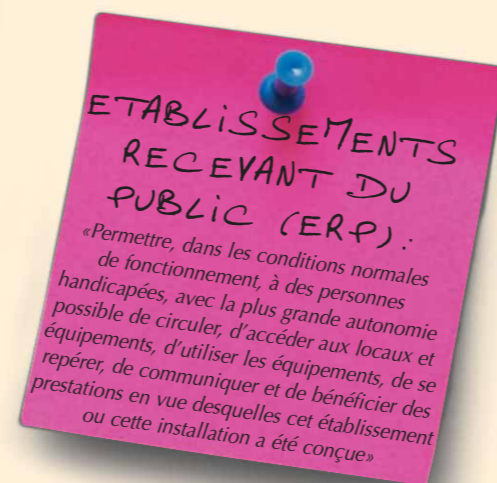 ETABLiSSEMENTS
RECEVANT DU
PUBLIC (ERP):
«Permettre, dans les conditions normales
de fonctionnement, à des personnes
handicapées, avec la plus grande autonomie
possible de circuler, d'accéder aux locaux et
équipements, d'utiliser les équipements, de se
repérer, de communiquer et de bénéficier des
prestations en vue desquelles cet établissement
ou cette installation a été conçue»